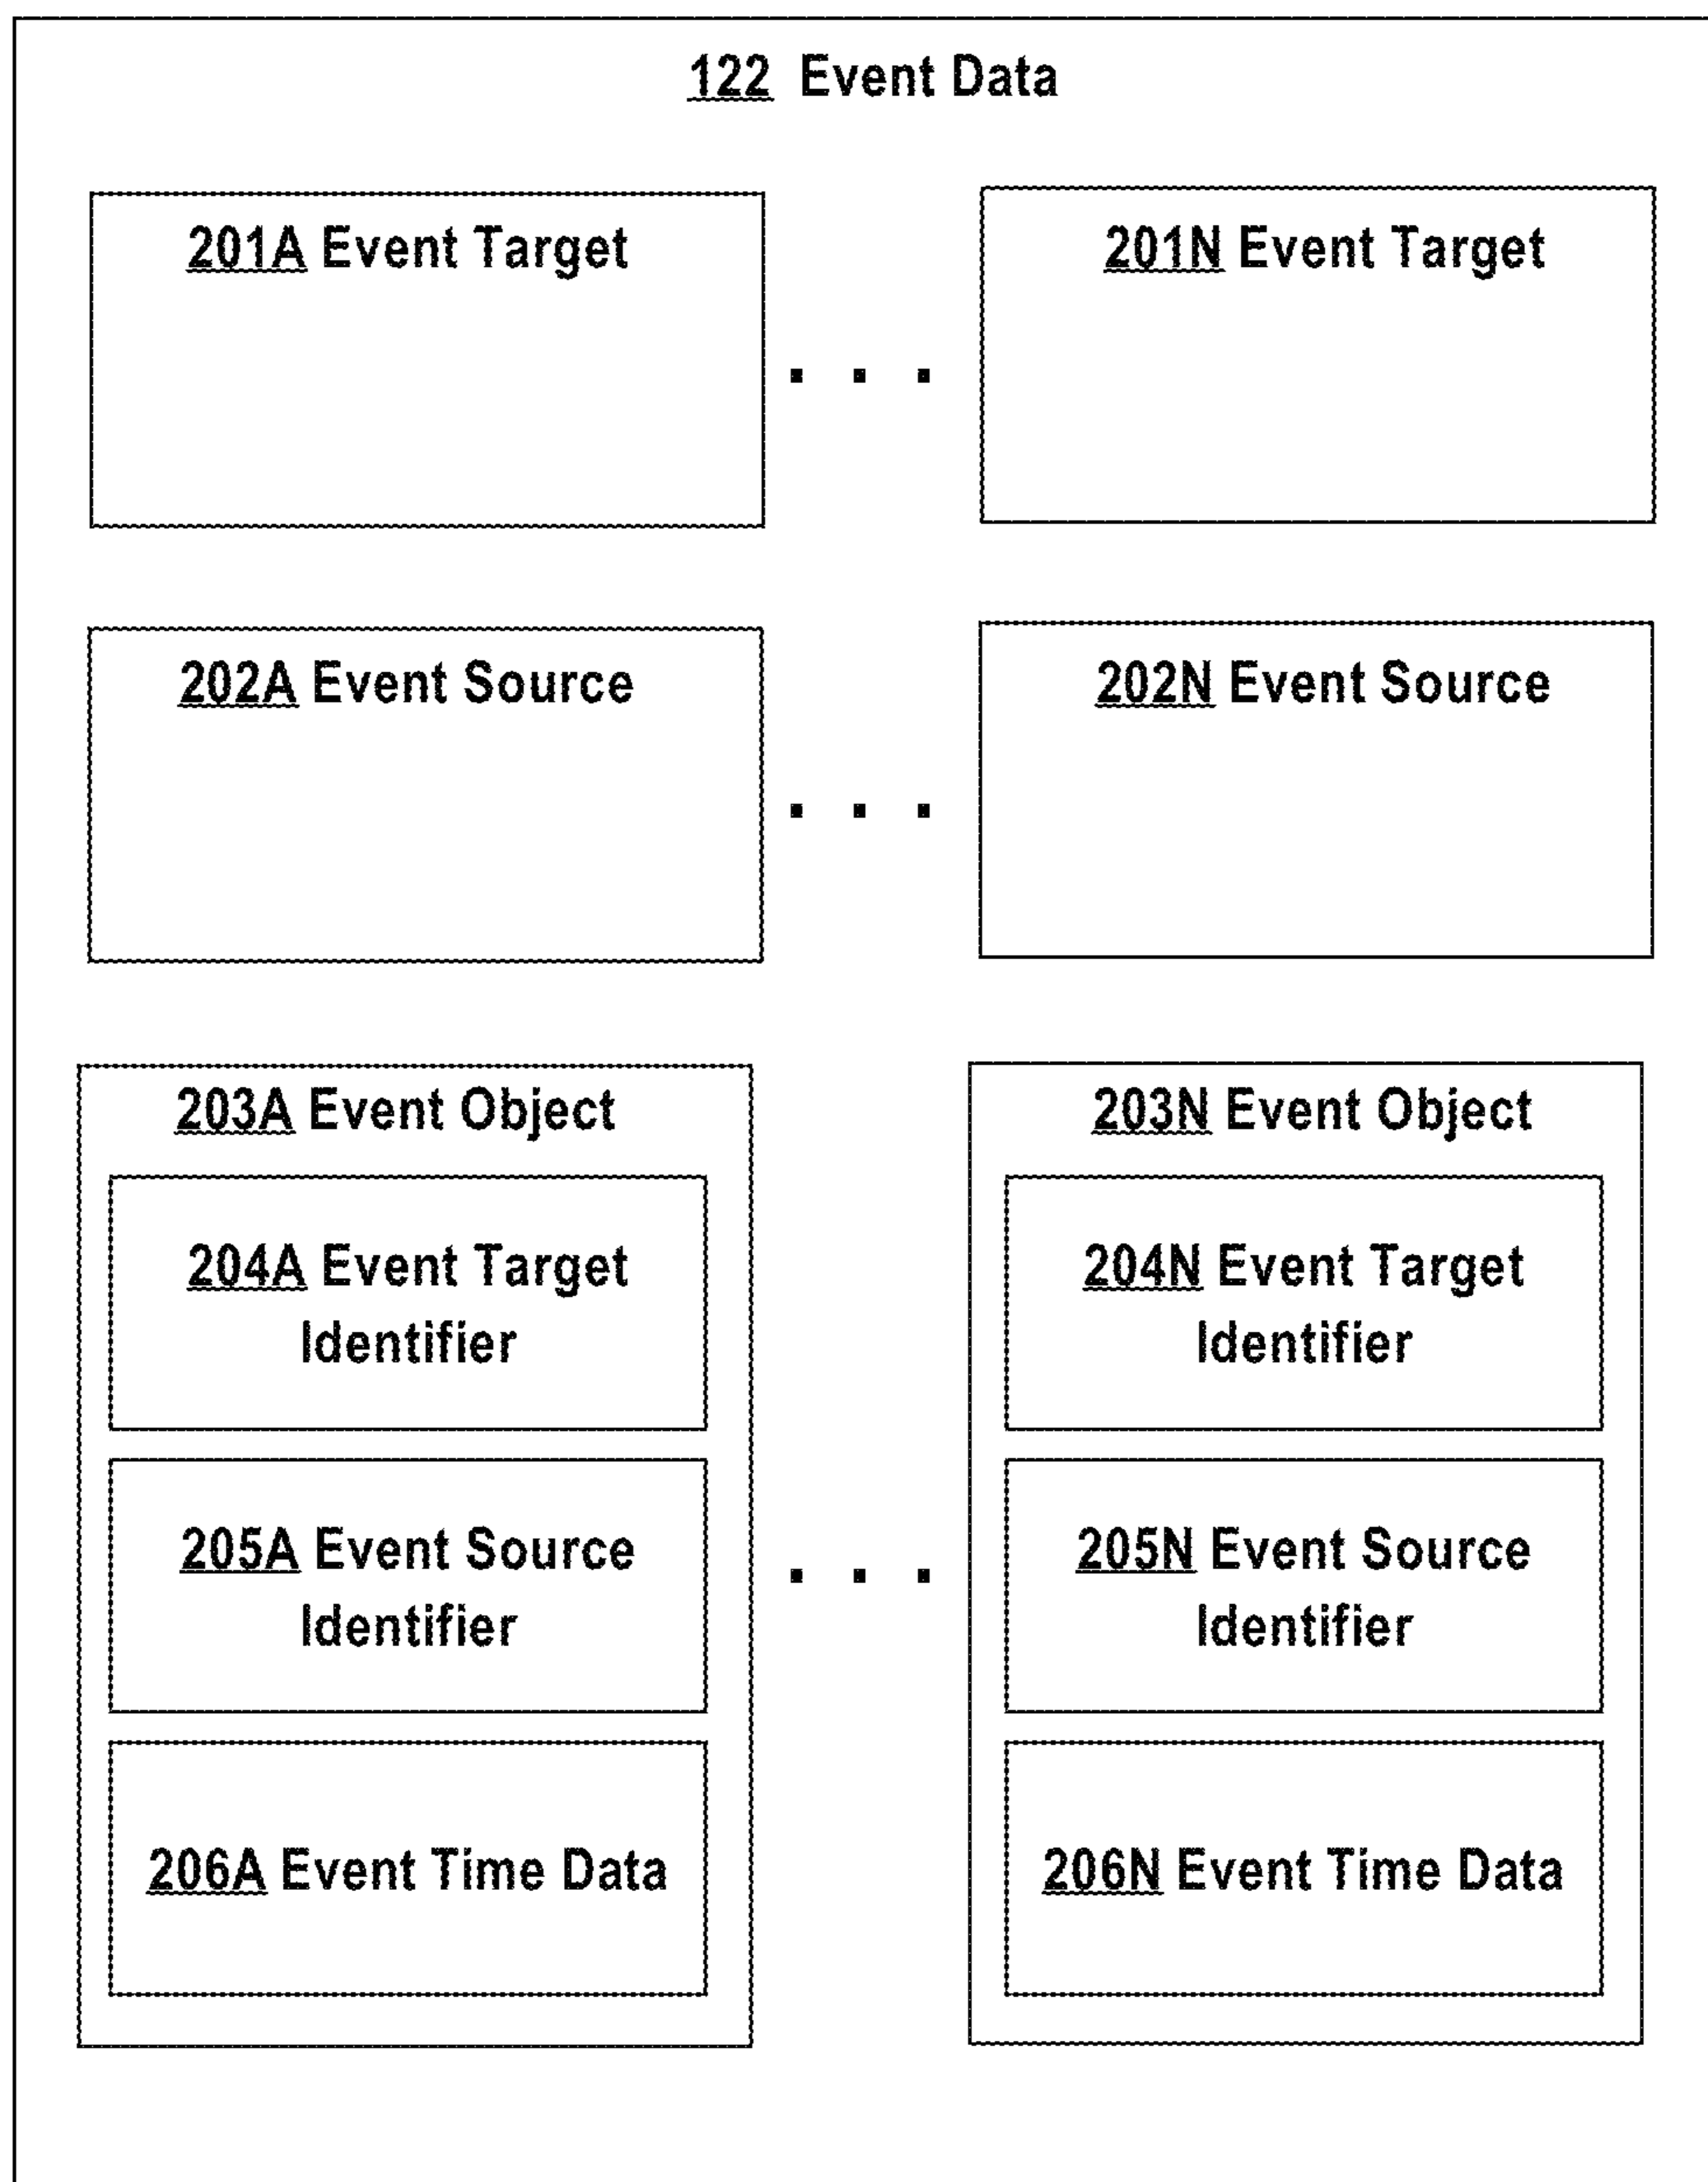 122 Event Data
201A Event Target
201N Event Target
202A Event Source
202N Event Source
203A Event Object
204A Event Target
Identifier
205A Event Source
Identifier
206A Event Time Data
203N Event Object
204N Event Target
Identifier
205N Event Source
Identifier
206N Event Time Data